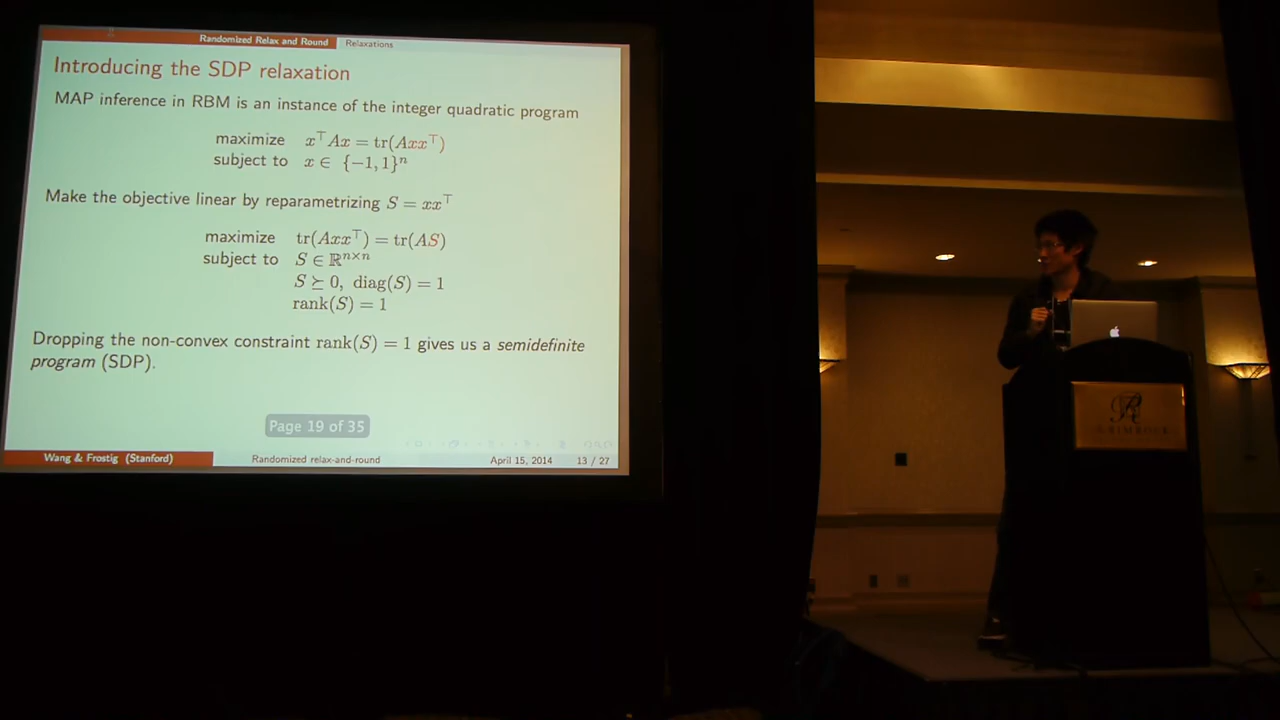 Randomized Relax and Round Relaxations
Introducing the SDP relaxation
MAP inference in RBM is an instance of the integer quadratic program
maximize x⊤Ax = tr(Axx⊤)
subject to x ∈ {−1, 1}ⁿ
Make the objective linear by reparametrizing S = xx⊤
maximize tr(Axx⊤) = tr(AS)
subject to S ∈ ℝⁿˣⁿ
S ⪰ 0, diag(S) = 1
rank(S) = 1
Dropping the non-convex constraint rank(S) = 1 gives us a semidefinite
program (SDP).
Page 19 of 35
Wang & Frostig (Stanford) Randomized relax-and-round April 15, 2014 13 / 27